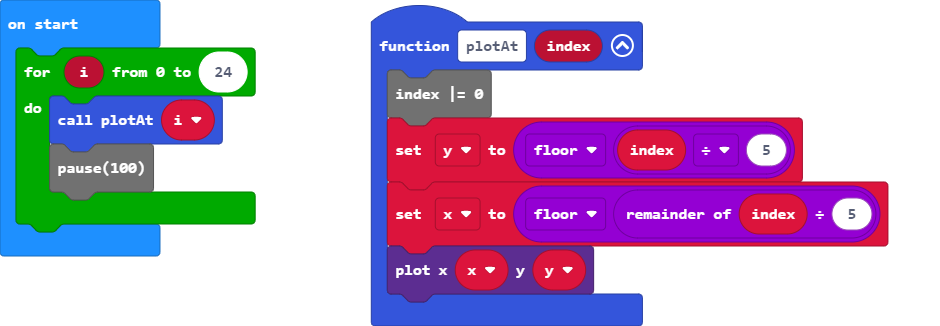 on start
for i from 0 to 24
do
call plotAt i
pause(100)
function plotAt index
index |= 0
set y to floor index ÷ 5
set x to floor remainder of index ÷ 5
plot x x y y